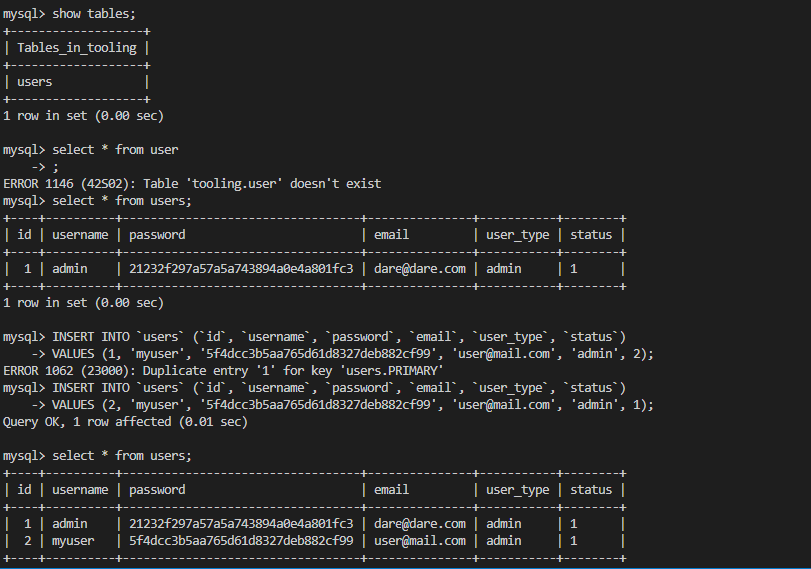 mysql> show tables;
+-------------------+
| Tables_in_tooling |
+-------------------+
| users             |
+-------------------+
1 row in set (0.00 sec)

mysql> select * from user
    -> ;
ERROR 1146 (42S02): Table 'tooling.user' doesn't exist
mysql> select * from users;
+----+----------+----------------------------------+---------------+-----------+--------+
| id | username | password                         | email         | user_type | status |
+----+----------+----------------------------------+---------------+-----------+--------+
|  1 | admin    | 21232f297a57a5a743894a0e4a801fc3 | dare@dare.com | admin     | 1      |
+----+----------+----------------------------------+---------------+-----------+--------+
1 row in set (0.00 sec)

mysql> INSERT INTO `users` (`id`, `username`, `password`, `email`, `user_type`, `status`)
    -> VALUES (1, 'myuser', '5f4dcc3b5aa765d61d8327deb882cf99', 'user@mail.com', 'admin', 2);
ERROR 1062 (23000): Duplicate entry '1' for key 'users.PRIMARY'
mysql> INSERT INTO `users` (`id`, `username`, `password`, `email`, `user_type`, `status`)
    -> VALUES (2, 'myuser', '5f4dcc3b5aa765d61d8327deb882cf99', 'user@mail.com', 'admin', 1);
Query OK, 1 row affected (0.01 sec)

mysql> select * from users;
+----+----------+----------------------------------+---------------+-----------+--------+
| id | username | password                         | email         | user_type | status |
+----+----------+----------------------------------+---------------+-----------+--------+
|  1 | admin    | 21232f297a57a5a743894a0e4a801fc3 | dare@dare.com | admin     | 1      |
|  2 | myuser   | 5f4dcc3b5aa765d61d8327deb882cf99 | user@mail.com | admin     | 1      |
+----+----------+----------------------------------+---------------+-----------+--------+